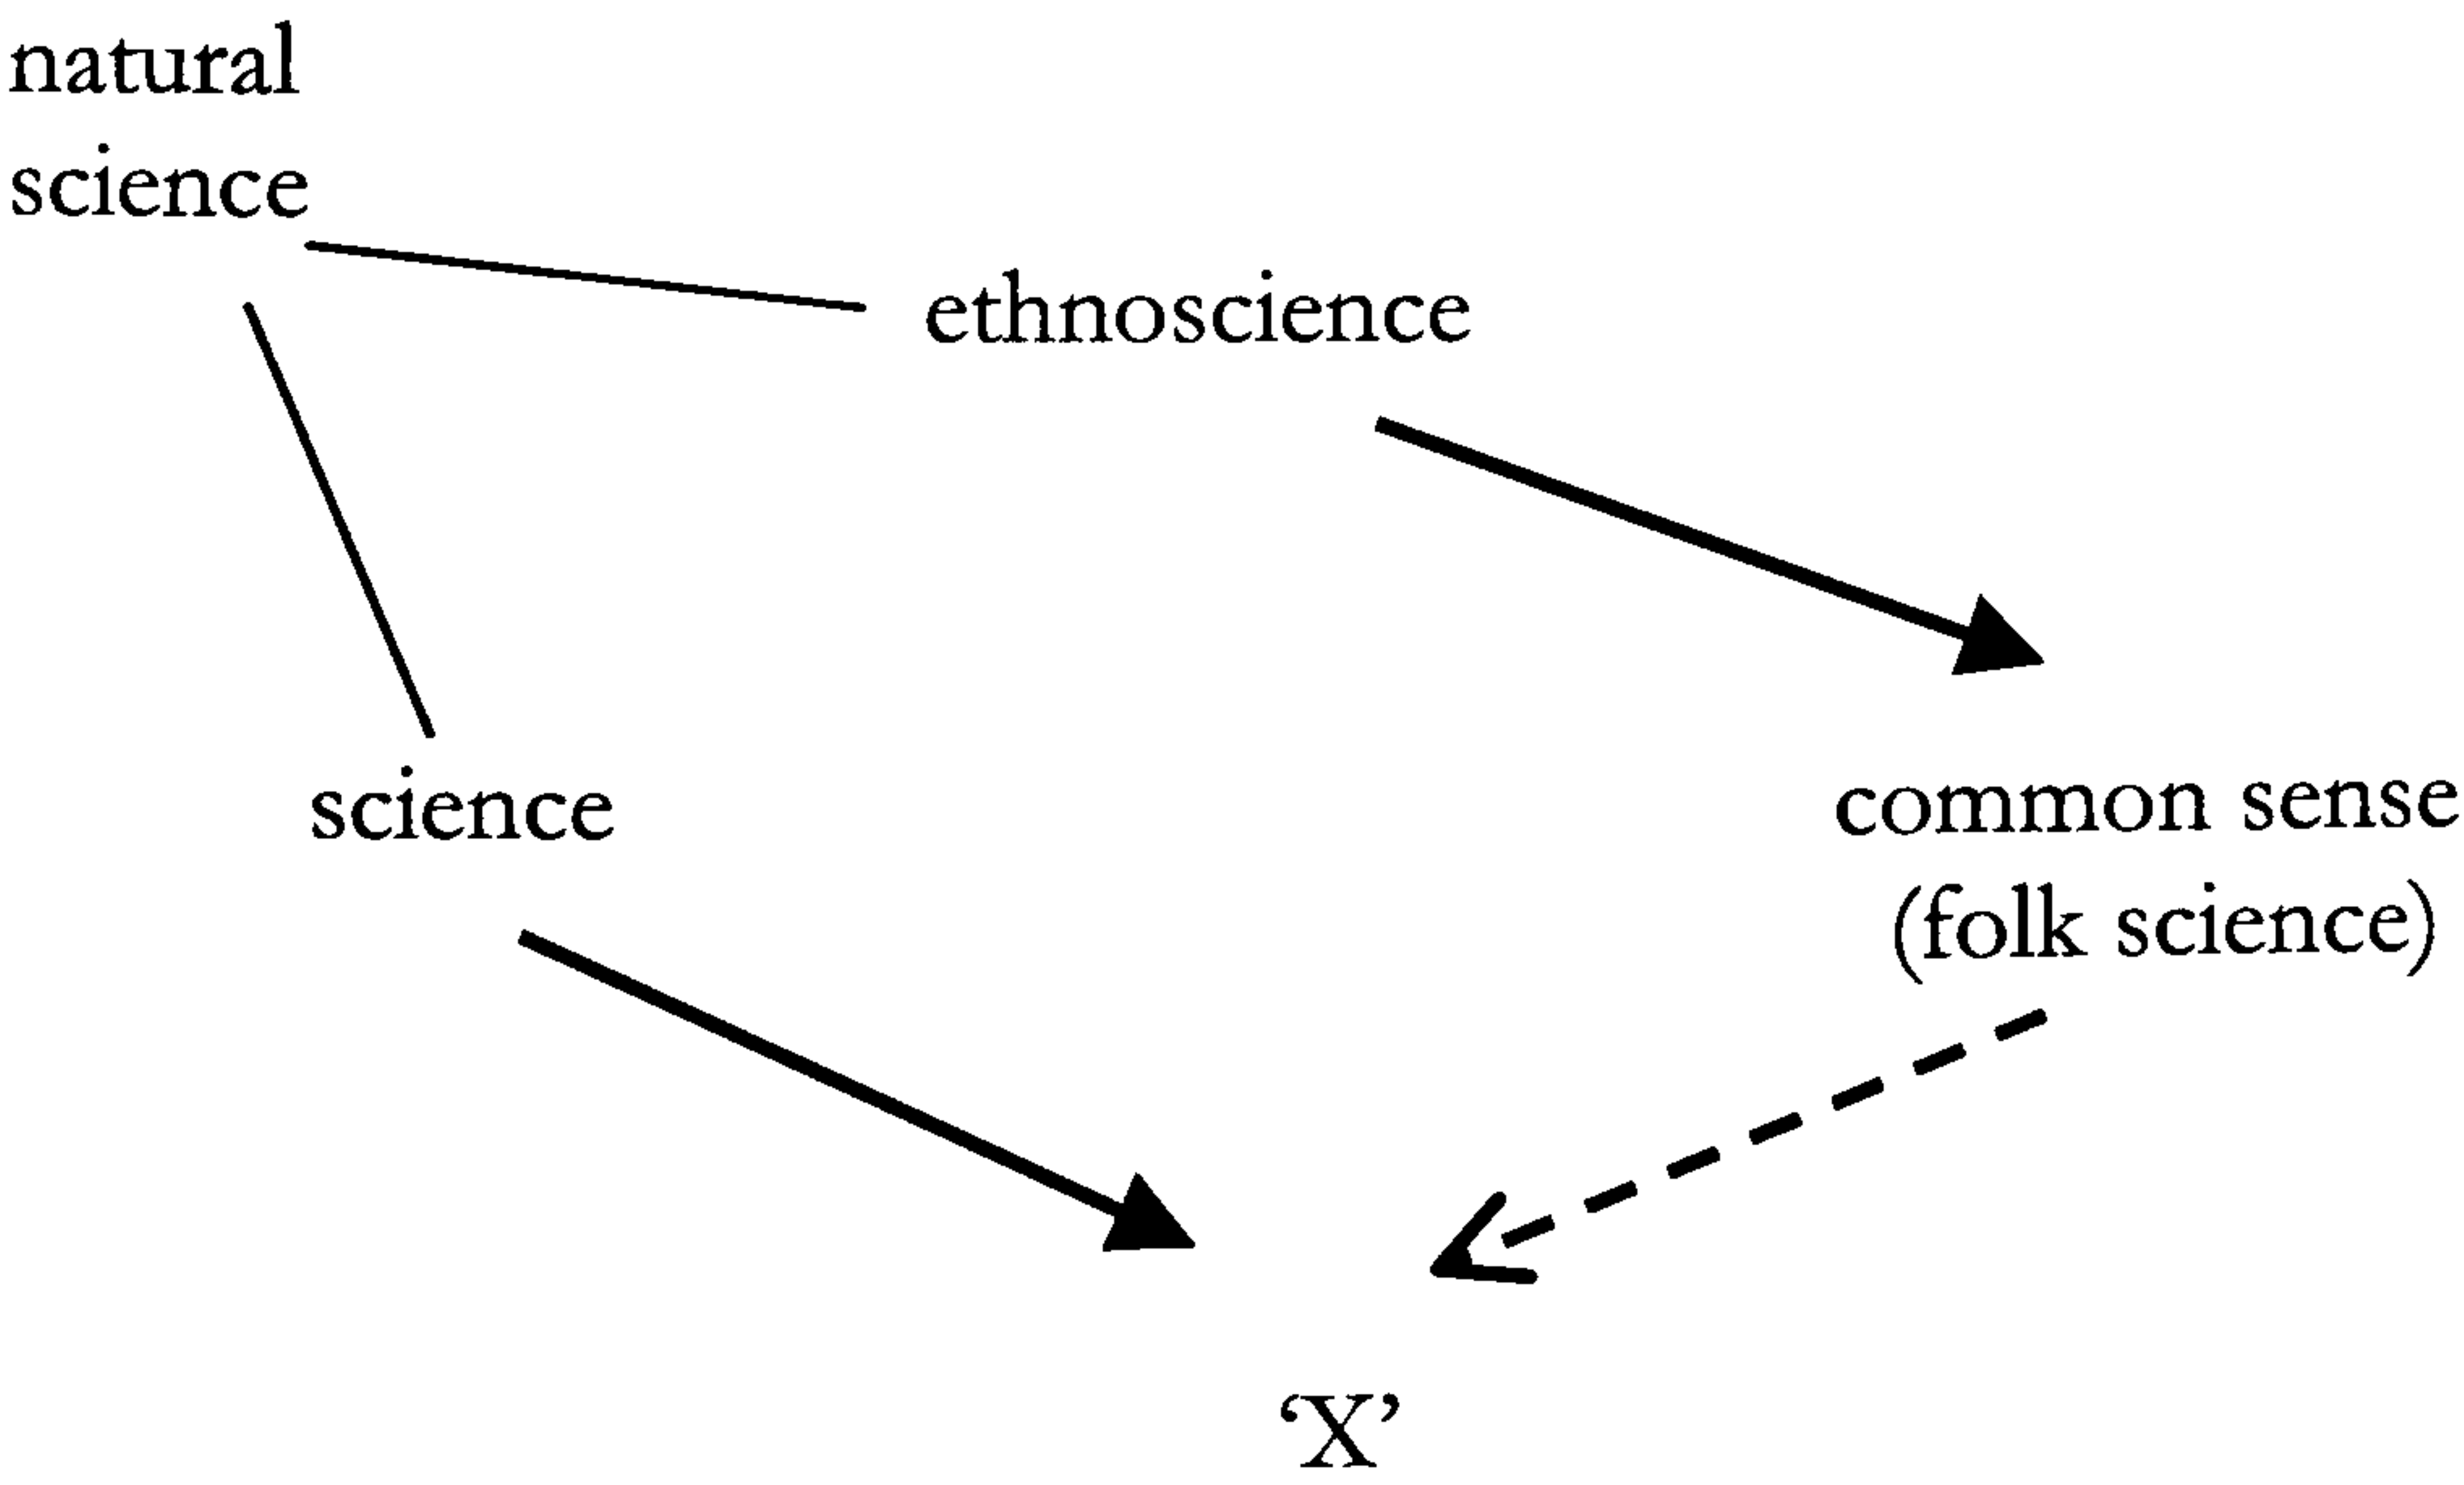 natural
science
ethnoscience
science
common sense
(folk science)
‘X’